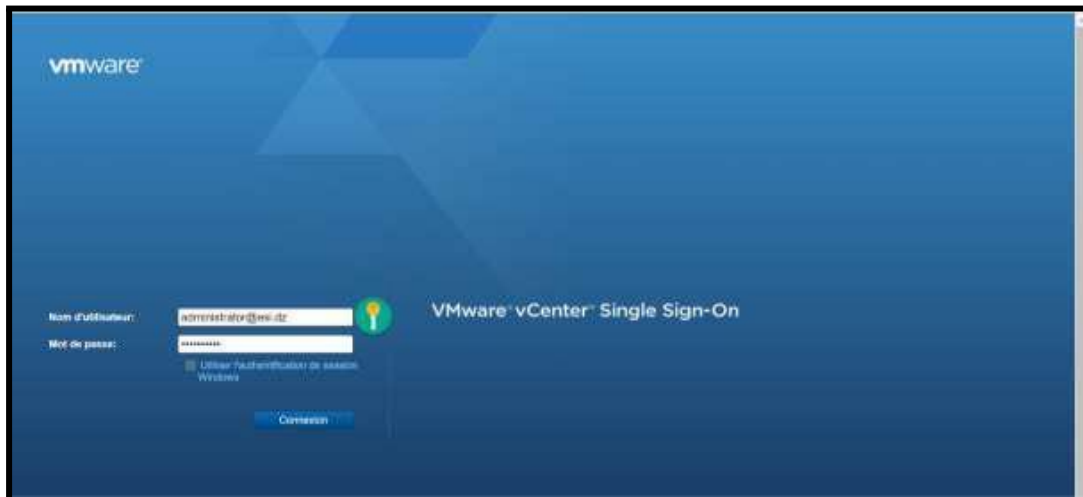 vmware®
VMware® vCenter™ Single Sign-On
Nom d'utilisateur: administrator@esi.dz
Mot de passe: ••••••••••
Utiliser l'authentification de session
Windows
Connexion